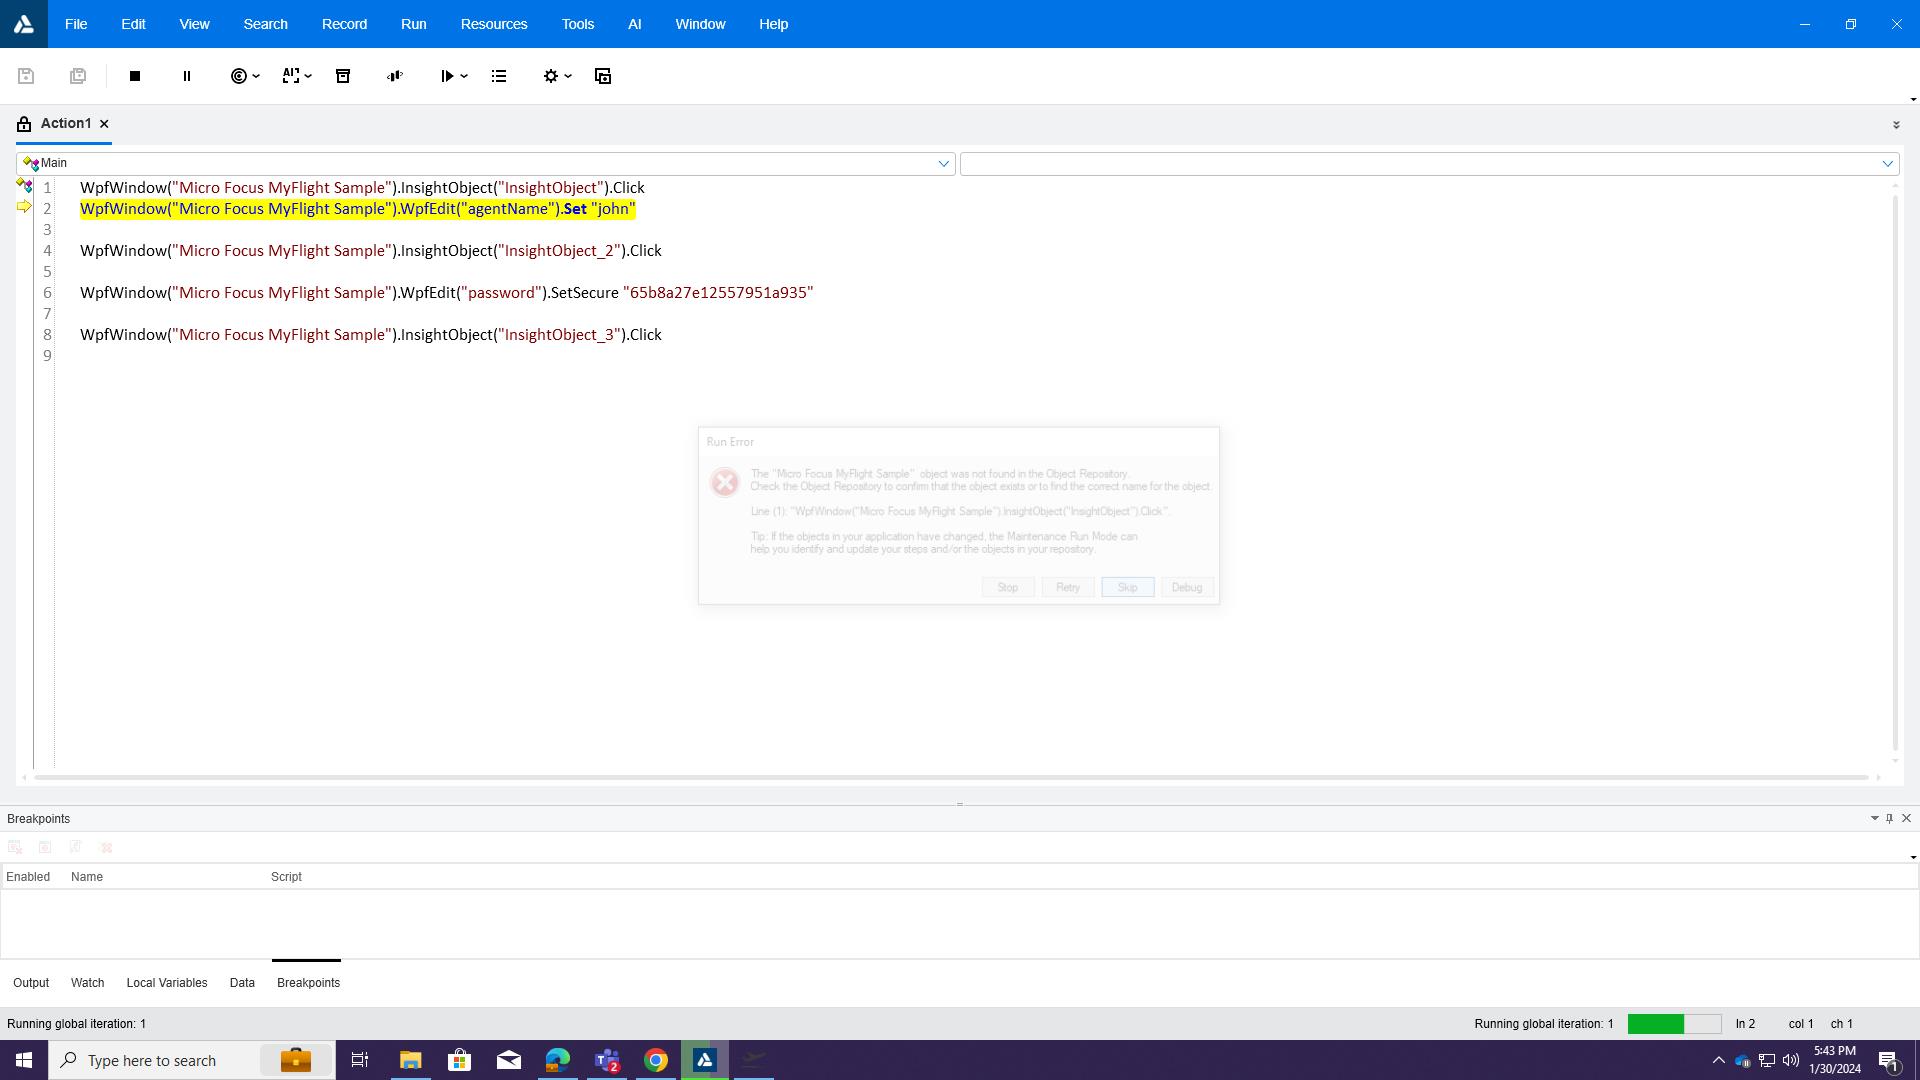 File Edit View Search Record Run Resources Tools AI Window Help
AI
Action1
Main
1 WpfWindow("Micro Focus MyFlight Sample").InsightObject("InsightObject").Click
2 WpfWindow("Micro Focus MyFlight Sample").WpfEdit("agentName").Set "john"
3
4 WpfWindow("Micro Focus MyFlight Sample").InsightObject("InsightObject_2").Click
5
6 WpfWindow("Micro Focus MyFlight Sample").WpfEdit("password").SetSecure "65b8a27e12557951a935"
7
8 WpfWindow("Micro Focus MyFlight Sample").InsightObject("InsightObject_3").Click
9
Run Error
The "Micro Focus MyFlight Sample" object was not found in the Object Repository.
Check the Object Repository to confirm that the object exists or to find the correct name for the object.
Line (1): "WpfWindow("Micro Focus MyFlight Sample").InsightObject("InsightObject").Click".
Tip: If the objects in your application have changed, the Maintenance Run Mode can
help you identify and update your steps and/or the objects in your repository.
Stop Retry Skip Debug
Breakpoints
Enabled Name Script
Output Watch Local Variables Data Breakpoints
Running global iteration: 1 Running global iteration: 1 ln 2 col 1 ch 1
Type here to search 2 5:43 PM
1/30/2024 1